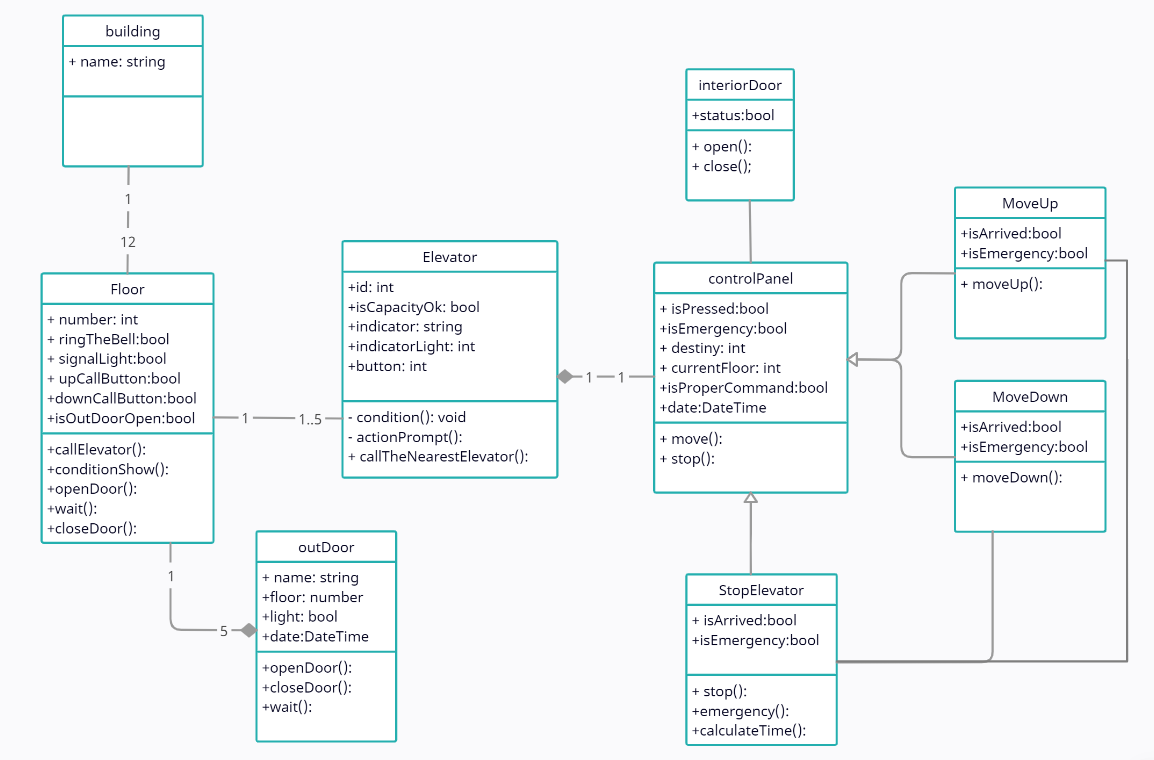 building
+ name: string
1
12
Floor
+ number: int
+ ringTheBell:bool
+ signalLight:bool
+ upCallButton:bool
+downCallButton:bool
+isOutDoorOpen:bool
+callElevator():
+conditionShow():
+openDoor():
+wait():
+closeDoor():
1
1..5
1
5
outDoor
+ name: string
+floor: number
+light: bool
+date:DateTime
+openDoor():
+closeDoor():
+wait():
Elevator
+id: int
+isCapacityOk: bool
+indicator: string
+indicatorLight: int
+button: int
- condition(): void
- actionPrompt():
+ callTheNearestElevator():
1
1
interiorDoor
+status:bool
+ open():
+ close();
controlPanel
+ isPressed:bool
+isEmergency:bool
+ destiny: int
+ currentFloor: int
+isProperCommand:bool
+date:DateTime
+ move():
+ stop():
MoveUp
+isArrived:bool
+isEmergency:bool
+ moveUp():
MoveDown
+isArrived:bool
+isEmergency:bool
+ moveDown():
StopElevator
+ isArrived:bool
+isEmergency:bool
+ stop():
+emergency():
+calculateTime():